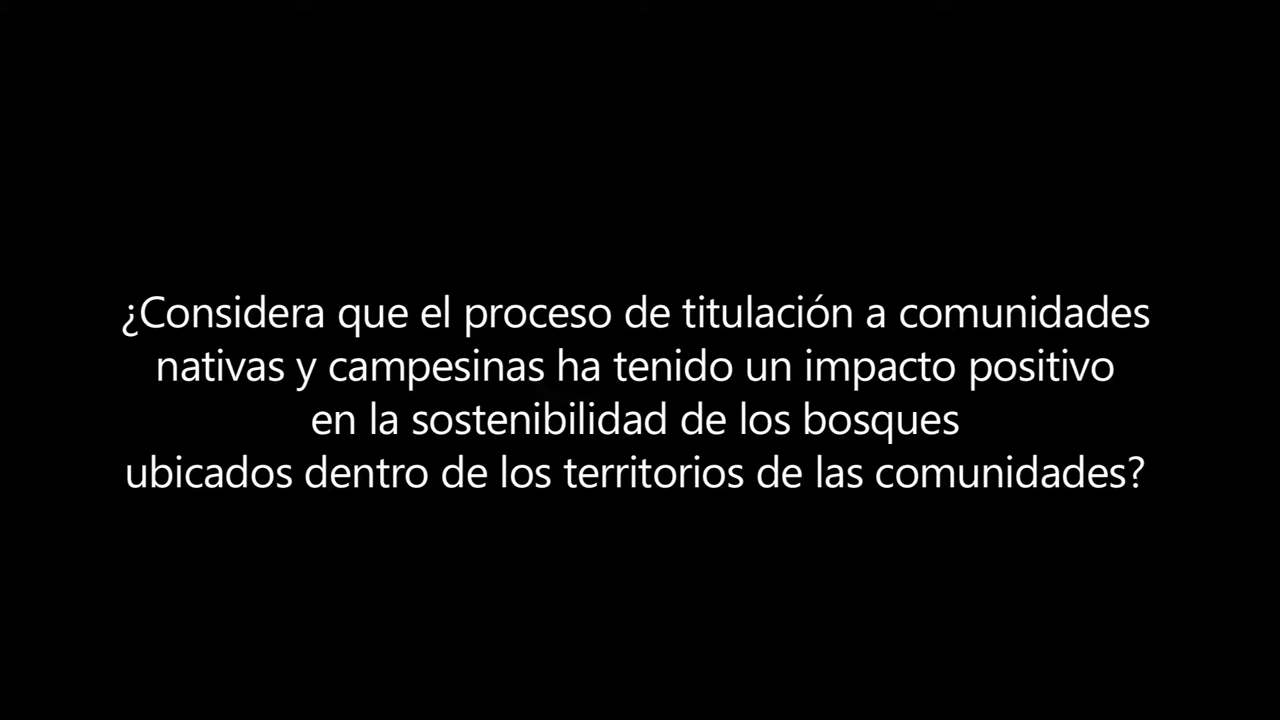 ¿Considera que el proceso de titulación a comunidades
nativas y campesinas ha tenido un impacto positivo
en la sostenibilidad de los bosques
ubicados dentro de los territorios de las comunidades?